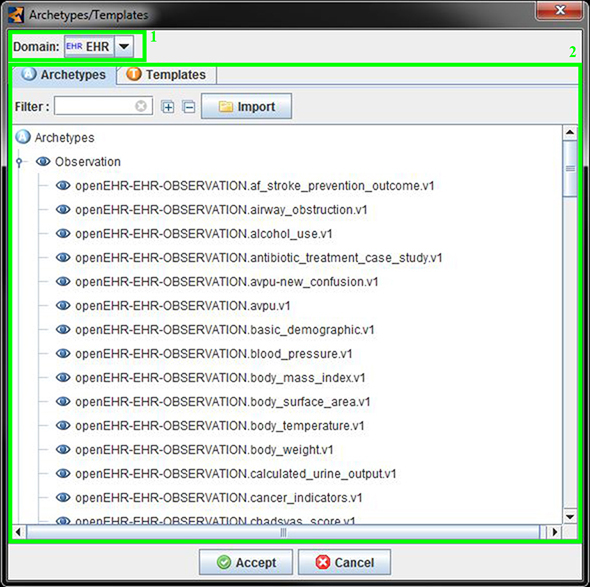 Archetypes/Templates
Domain: EHR EHR 1
2
A Archetypes T Templates
Filter : Import
A Archetypes
Observation
openEHR-EHR-OBSERVATION.af_stroke_prevention_outcome.v1
openEHR-EHR-OBSERVATION.airway_obstruction.v1
openEHR-EHR-OBSERVATION.alcohol_use.v1
openEHR-EHR-OBSERVATION.antibiotic_treatment_case_study.v1
openEHR-EHR-OBSERVATION.avpu-new_confusion.v1
openEHR-EHR-OBSERVATION.avpu.v1
openEHR-EHR-OBSERVATION.basic_demographic.v1
openEHR-EHR-OBSERVATION.blood_pressure.v1
openEHR-EHR-OBSERVATION.body_mass_index.v1
openEHR-EHR-OBSERVATION.body_surface_area.v1
openEHR-EHR-OBSERVATION.body_temperature.v1
openEHR-EHR-OBSERVATION.body_weight.v1
openEHR-EHR-OBSERVATION.calculated_urine_output.v1
openEHR-EHR-OBSERVATION.cancer_indicators.v1
openEHR-EHR-OBSERVATION.chadsvas_score.v1
Accept Cancel